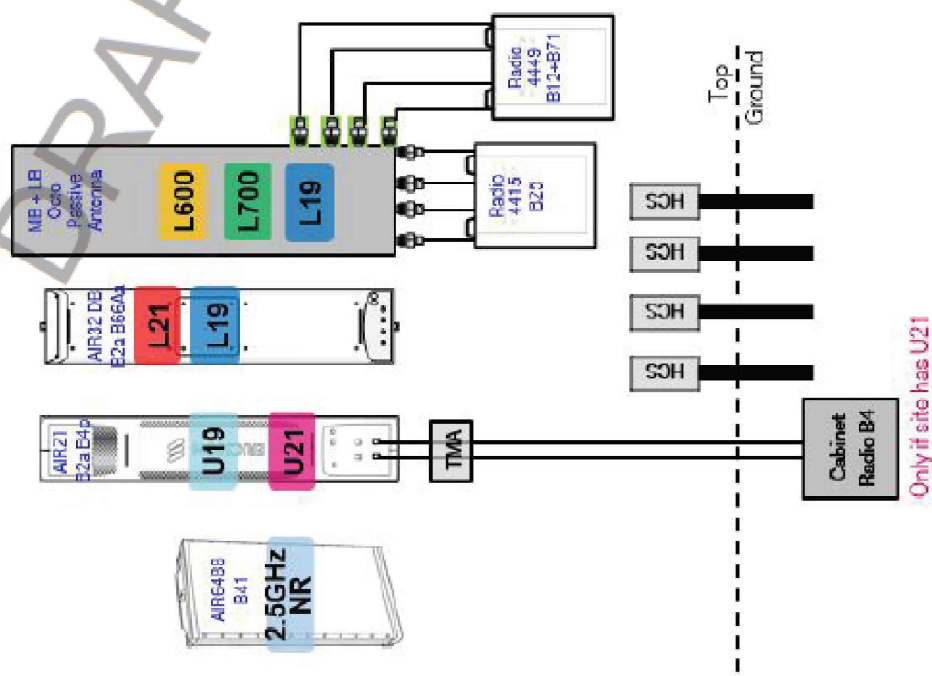 DRAF
MB + LB
Octo
Passive
Antenna
L600
L700
L19
Radio
4449
B12+B71
Radio
4415
B25
AIR32 DB
B2a B66Aa
L21
L19
AIR21
B2a B4p
U19
U21
TMA
AIR6488
B41
2.5GHz
NR
HCS
HCS
HCS
HCS
Top
Ground
Cabinet
Radio B4
Only if site has U21